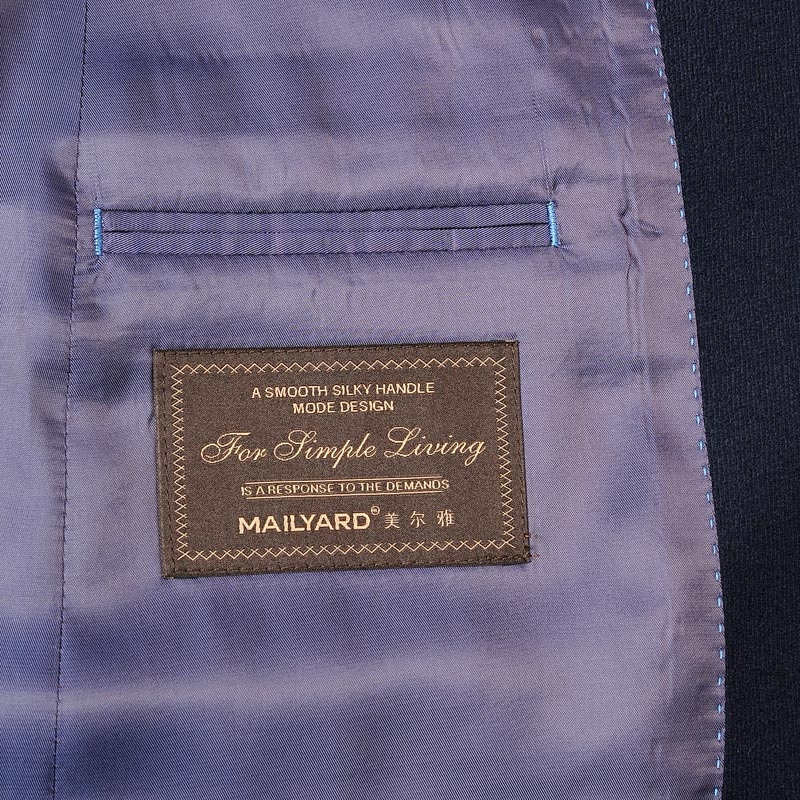 A SMOOTH SILKY HANDLE
MODE DESIGN
For Simple Living
IS A RESPONSE TO THE DEMANDS
MAILYARD® 美尔雅